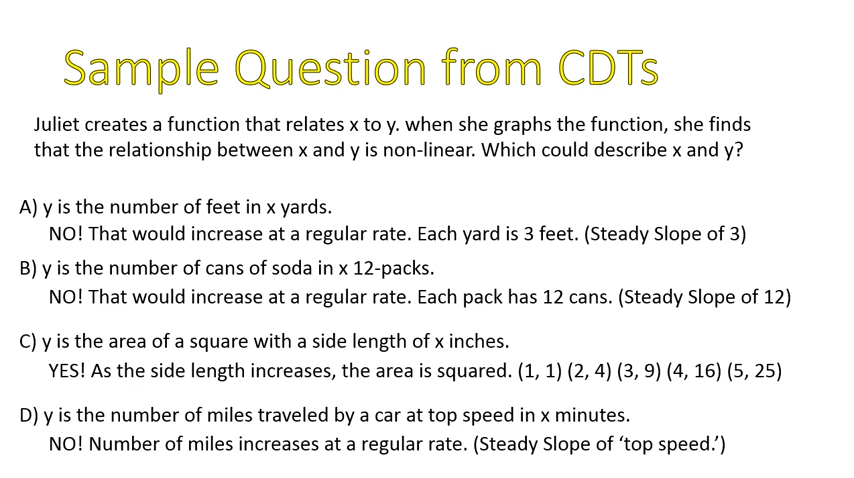 Sample Question from CDTs
Juliet creates a function that relates x to y. when she graphs the function, she finds
that the relationship between x and y is non-linear. Which could describe x and y?
A) y is the number of feet in x yards.
NO! That would increase at a regular rate. Each yard is 3 feet. (Steady Slope of 3)
B) y is the number of cans of soda in x 12-packs.
NO! That would increase at a regular rate. Each pack has 12 cans. (Steady Slope of 12)
C) y is the area of a square with a side length of x inches.
YES! As the side length increases, the area is squared. (1, 1) (2, 4) (3, 9) (4, 16) (5, 25)
D) y is the number of miles traveled by a car at top speed in x minutes.
NO! Number of miles increases at a regular rate. (Steady Slope of ‘top speed.’)